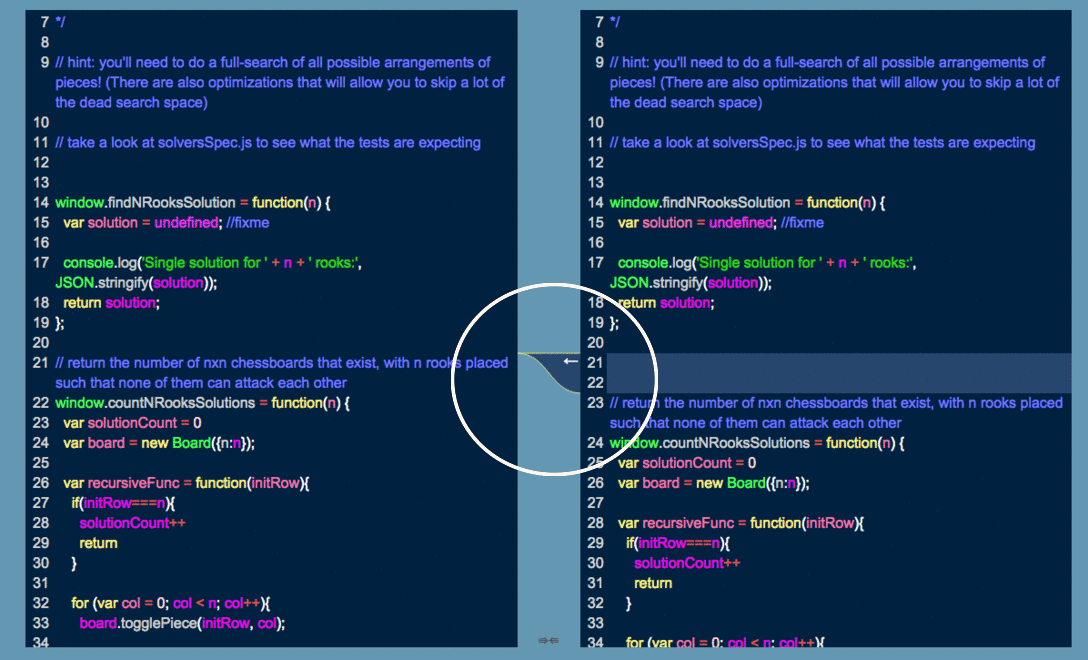 7 */
8
9 // hint: you'll need to do a full-search of all possible arrangements of
pieces! (There are also optimizations that will allow you to skip a lot of
the dead search space)
10
11 // take a look at solversSpec.js to see what the tests are expecting
12
13
14 window.findNRooksSolution = function(n) {
15 var solution = undefined; //fixme
16
17 console.log('Single solution for ' + n + ' rooks:',
JSON.stringify(solution));
18 return solution;
19 };
20
21 // return the number of nxn chessboards that exist, with n rooks placed
such that none of them can attack each other
22 window.countNRooksSolutions = function(n) {
23 var solutionCount = 0
24 var board = new Board({n:n});
25
26 var recursiveFunc = function(initRow){
27 if(initRow===n){
28 solutionCount++
29 return
30 }
31
32 for (var col = 0; col < n; col++){
33 board.togglePiece(initRow, col);
34
7 */
8
9 // hint: you'll need to do a full-search of all possible arrangements of
pieces! (There are also optimizations that will allow you to skip a lot of
the dead search space)
10
11 // take a look at solversSpec.js to see what the tests are expecting
12
13
14 window.findNRooksSolution = function(n) {
15 var solution = undefined; //fixme
16
17 console.log('Single solution for ' + n + ' rooks:',
JSON.stringify(solution));
18 return solution;
19 };
20
21
22
23 // return the number of nxn chessboards that exist, with n rooks placed
such that none of them can attack each other
24 window.countNRooksSolutions = function(n) {
25 var solutionCount = 0
26 var board = new Board({n:n});
27
28 var recursiveFunc = function(initRow){
29 if(initRow===n){
30 solutionCount++
31 return
32 }
33
34 for (var col = 0; col < n; col++){